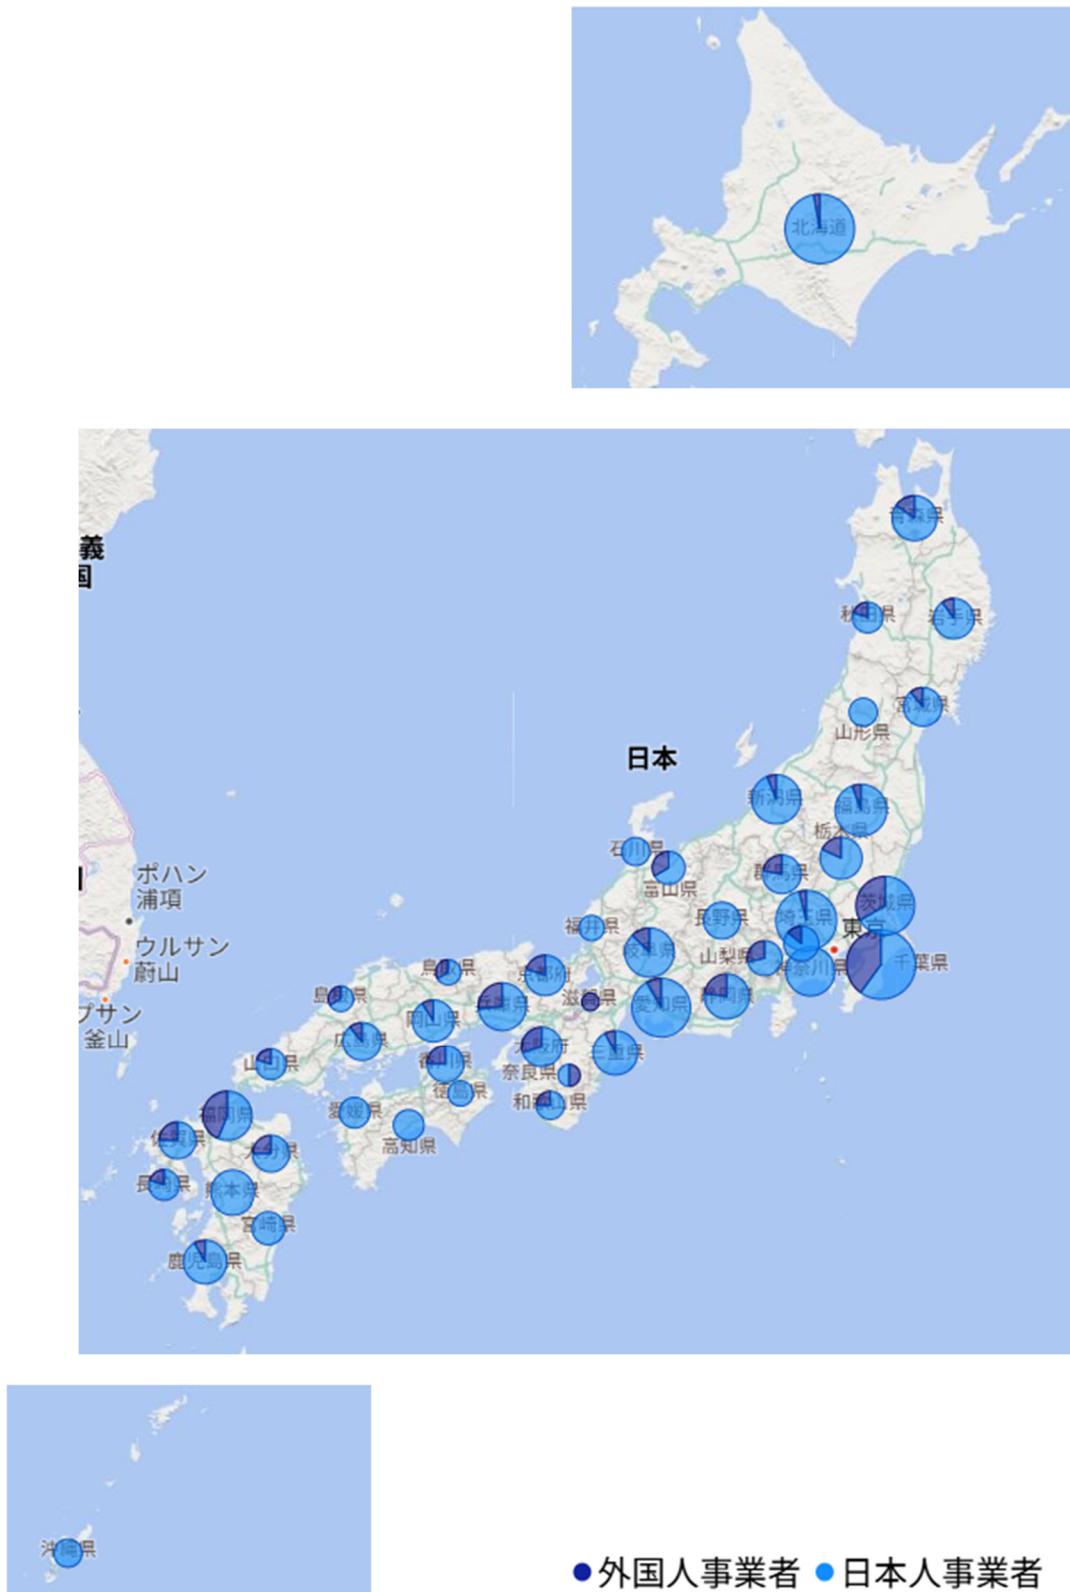 北海道
義
国
青森県
秋田県
岩手県
宮城県
山形県
日本
新潟県
福島県
栃木県
石川県
富山県
群馬県
茨城県
ポハン
浦項
福井県
長野県
埼玉県
東京
ウルサン
蔚山
岐阜県
山梨県
神奈川県
千葉県
鳥取県
京都府
滋賀県
静岡県
島根県
岡山県
兵庫県
愛知県
プサン
釜山
広島県
大阪府
三重県
山口県
香川県
奈良県
徳島県
和歌山県
福岡県
愛媛県
高知県
佐賀県
大分県
長崎県
熊本県
宮崎県
鹿児島県
沖縄県
外国人事業者 日本人事業者